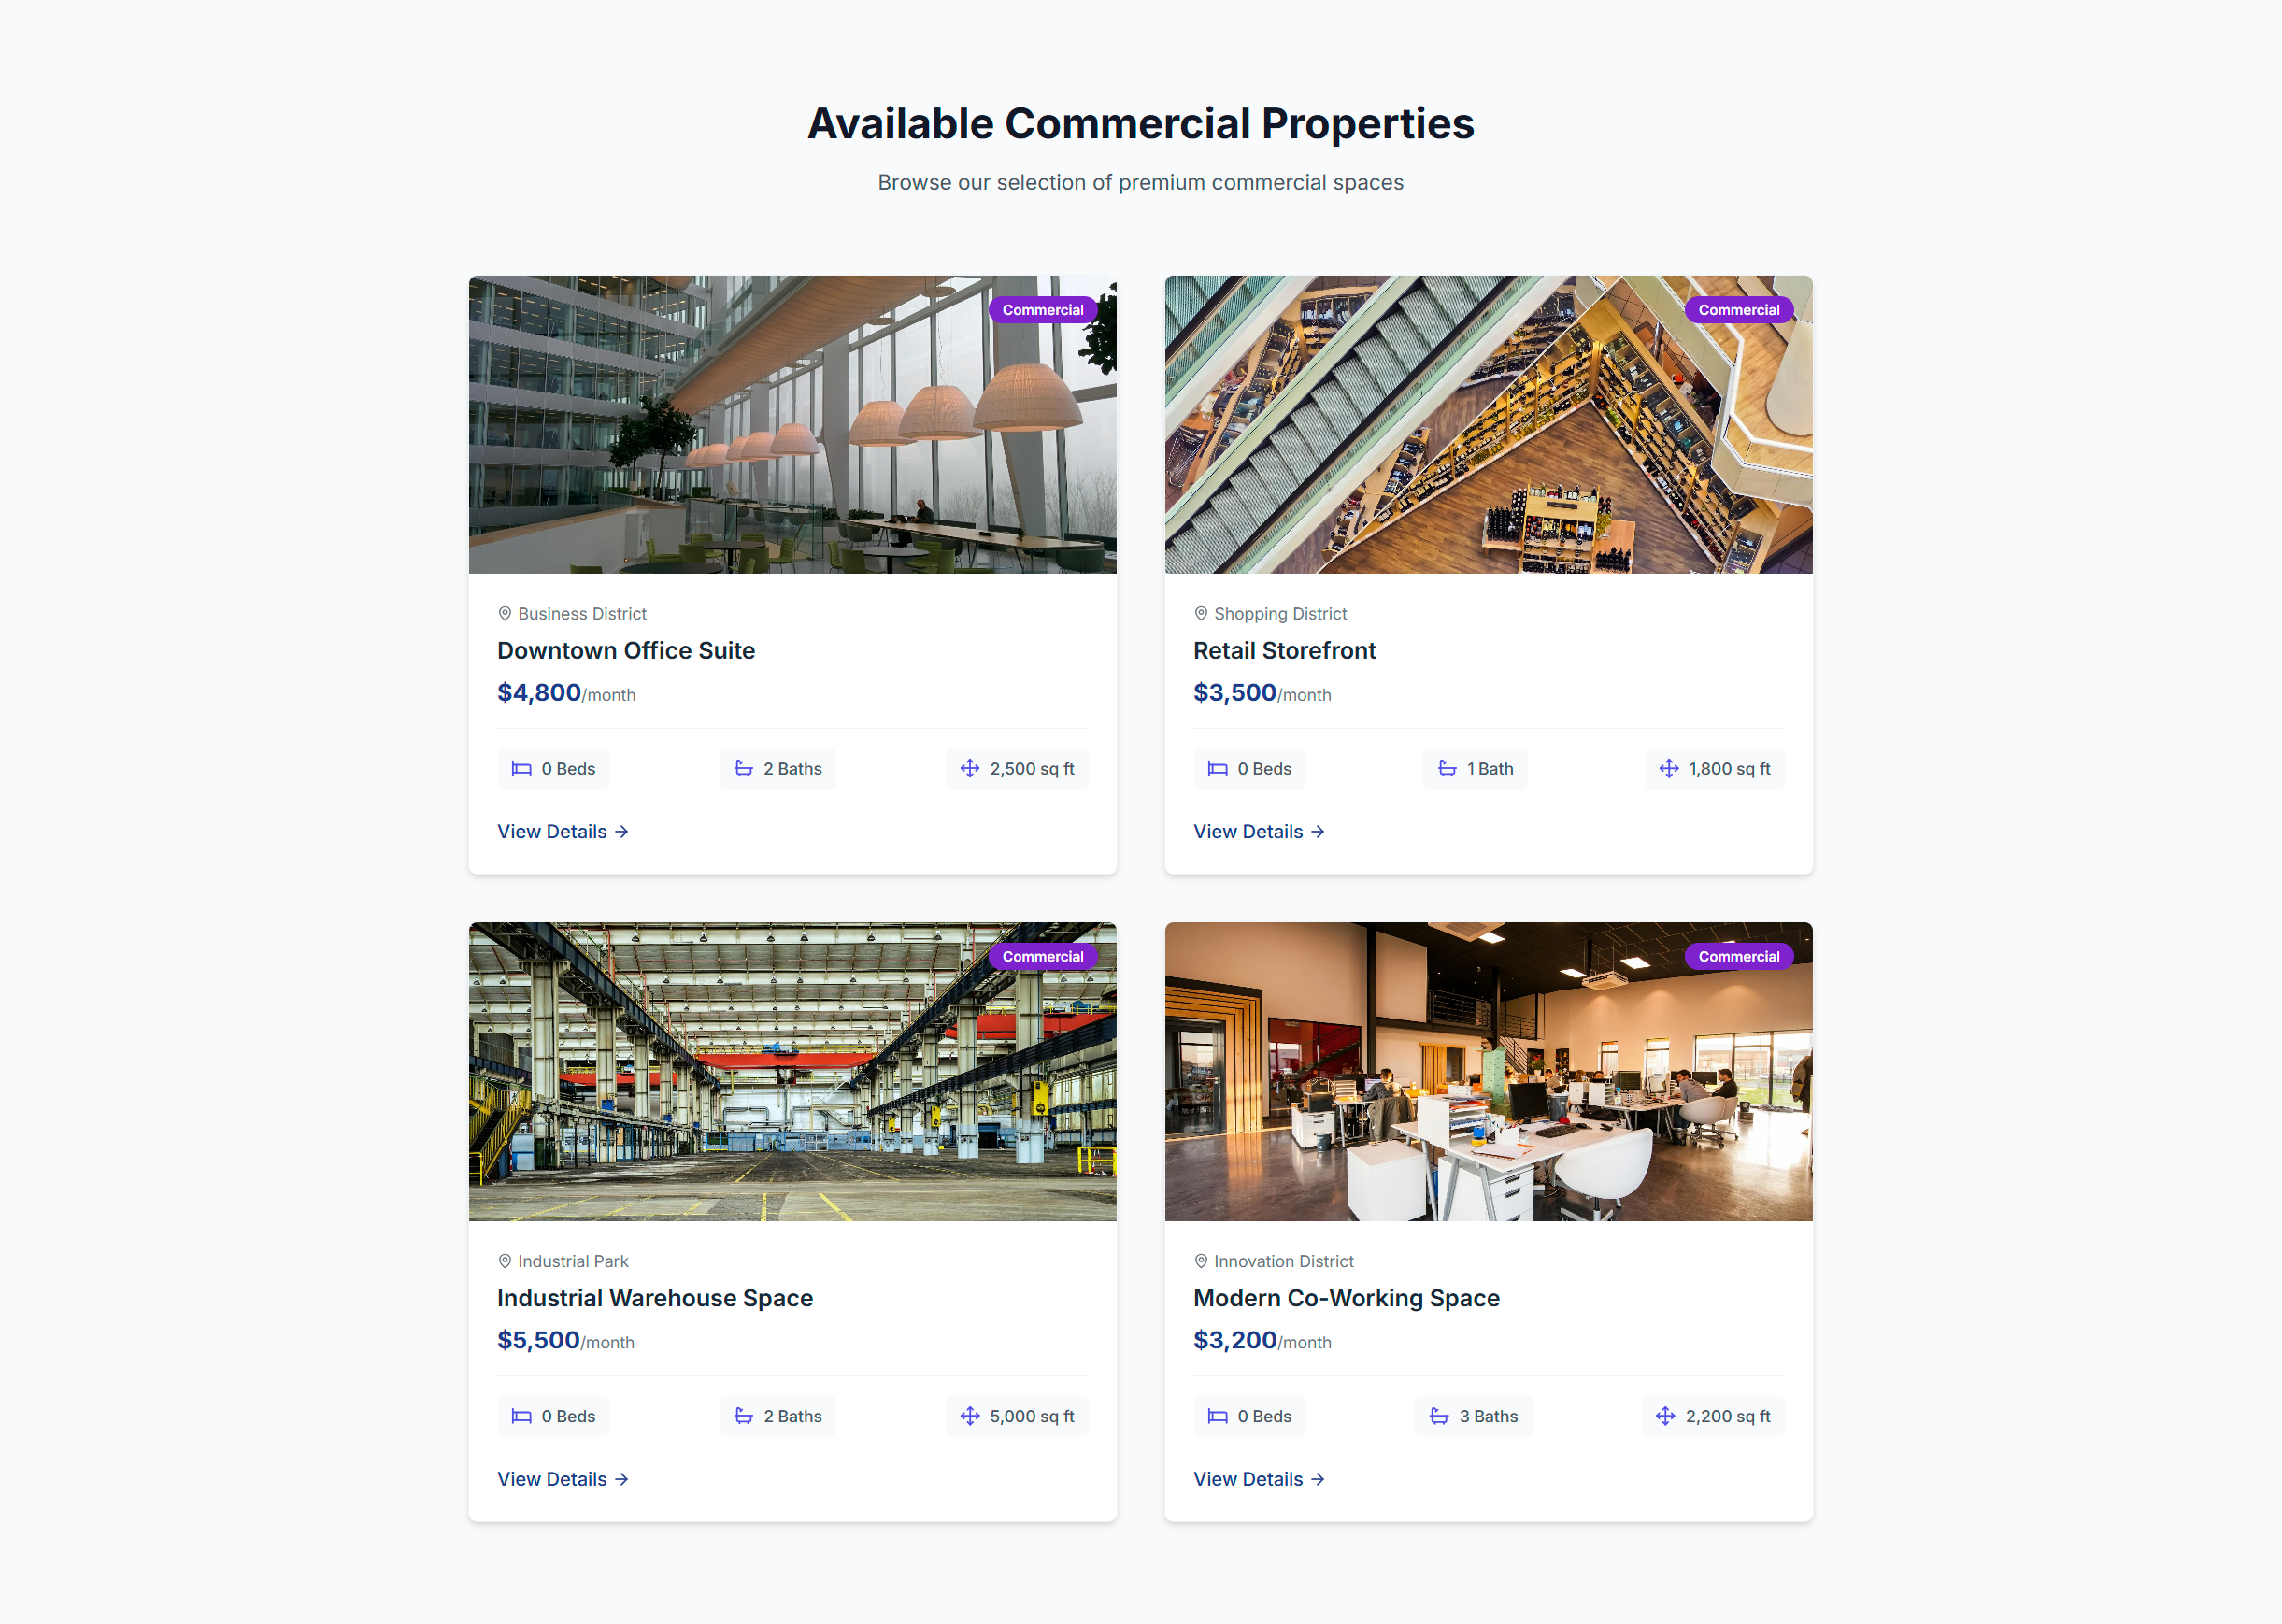 Available Commercial Properties
Browse our selection of premium commercial spaces
Commercial
Business District
Downtown Office Suite
$4,800/month
0 Beds 2 Baths 2,500 sq ft
View Details →
Commercial
Shopping District
Retail Storefront
$3,500/month
0 Beds 1 Bath 1,800 sq ft
View Details →
Commercial
Industrial Park
Industrial Warehouse Space
$5,500/month
0 Beds 2 Baths 5,000 sq ft
View Details →
Commercial
Innovation District
Modern Co-Working Space
$3,200/month
0 Beds 3 Baths 2,200 sq ft
View Details →